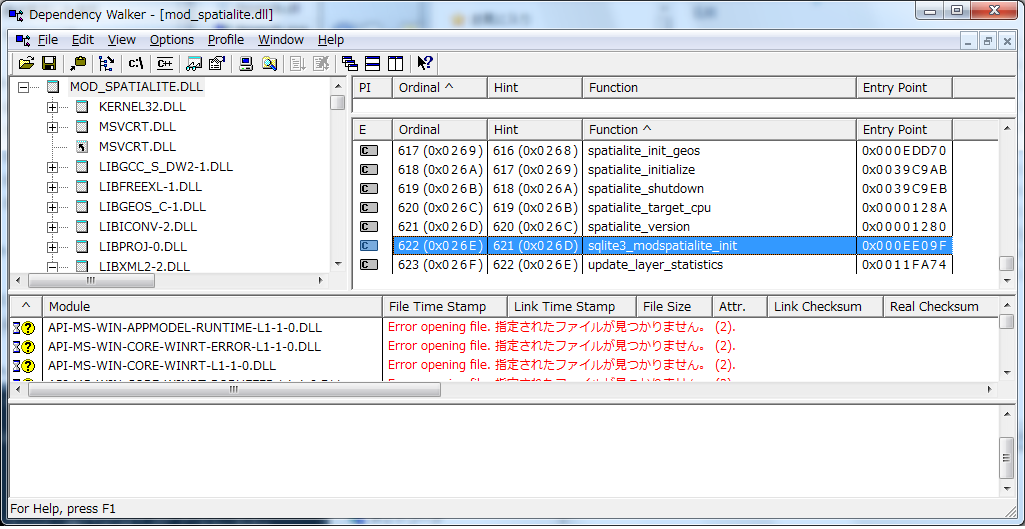 Dependency Walker - [mod_spatialite.dll]
File Edit View Options Profile Window Help
C:\ C++
MOD_SPATIALITE.DLL
KERNEL32.DLL
MSVCRT.DLL
MSVCRT.DLL
LIBGCC_S_DW2-1.DLL
LIBFREEXL-1.DLL
LIBGEOS_C-1.DLL
LIBICONV-2.DLL
LIBPROJ-0.DLL
LIBXML2-2.DLL
PI Ordinal ^ Hint Function Entry Point
E Ordinal Hint Function ^ Entry Point
C 617 (0x0269) 616 (0x0268) spatialite_init_geos 0x000EDD70
C 618 (0x026A) 617 (0x0269) spatialite_initialize 0x0039C9AB
C 619 (0x026B) 618 (0x026A) spatialite_shutdown 0x0039C9EB
C 620 (0x026C) 619 (0x026B) spatialite_target_cpu 0x0000128A
C 621 (0x026D) 620 (0x026C) spatialite_version 0x00001280
C 622 (0x026E) 621 (0x026D) sqlite3_modspatialite_init 0x000EE09F
C 623 (0x026F) 622 (0x026E) update_layer_statistics 0x0011FA74
^ Module File Time Stamp Link Time Stamp File Size Attr. Link Checksum Real Checksum
API-MS-WIN-APPMODEL-RUNTIME-L1-1-0.DLL Error opening file. 指定されたファイルが見つかりません。 (2).
API-MS-WIN-CORE-WINRT-ERROR-L1-1-0.DLL Error opening file. 指定されたファイルが見つかりません。 (2).
API-MS-WIN-CORE-WINRT-L1-1-0.DLL Error opening file. 指定されたファイルが見つかりません。 (2).
For Help, press F1